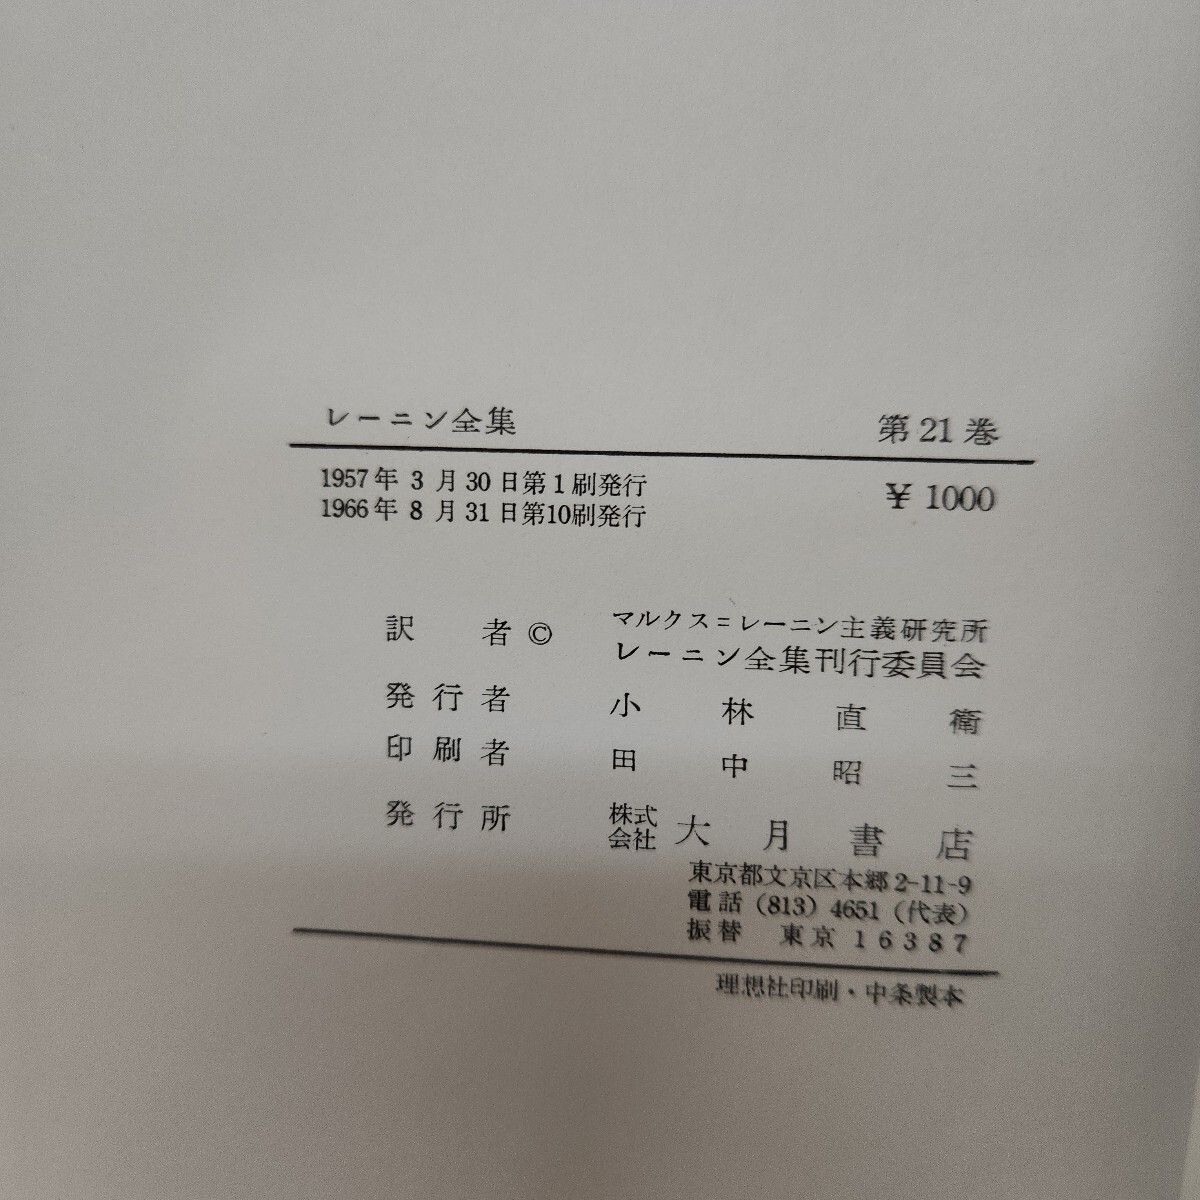 レーニン全集 第21巻
1957年3月30日第1刷発行 ¥1000
1966年8月31日第10刷発行
訳者© マルクス=レーニン主義研究所
レーニン全集刊行委員会
発行者 小林直衛
印刷者 田中昭三
発行所 株式会社 大月書店
東京都文京区本郷2-11-9
電話(813)4651(代表)
振替 東京16387
理想社印刷・中条製本